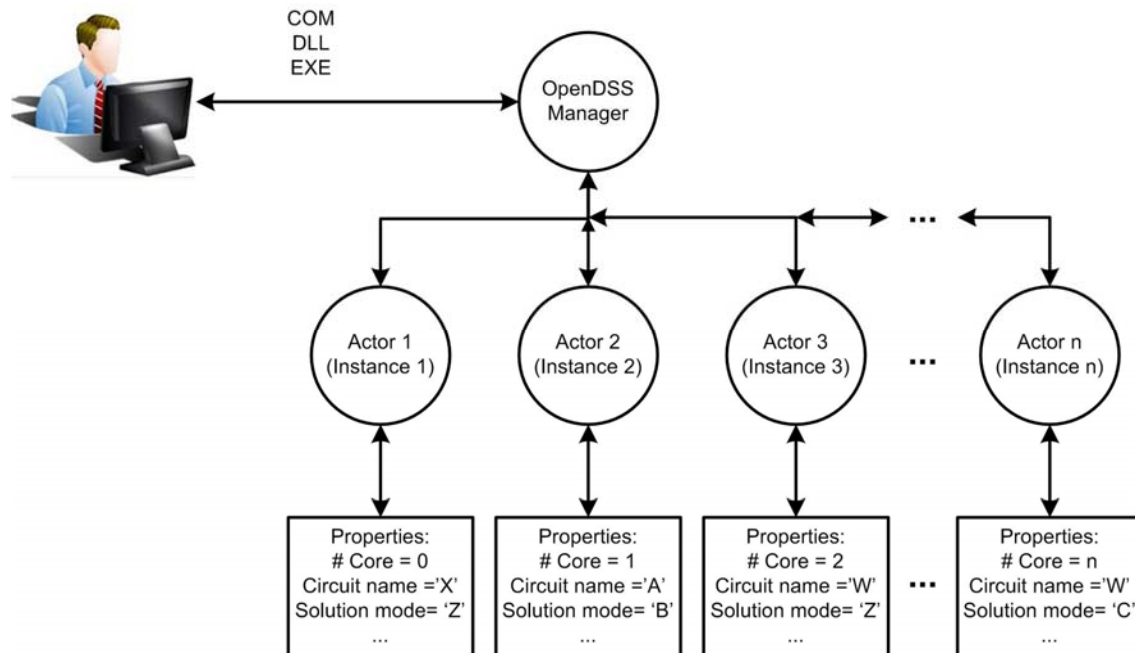 COM
DLL
EXE
OpenDSS
Manager
...
Actor 1
(Instance 1)
Actor 2
(Instance 2)
Actor 3
(Instance 3)
...
Actor n
(Instance n)
Properties:
# Core = 0
Circuit name =’X’
Solution mode= ‘Z’
...
Properties:
# Core = 1
Circuit name =’A’
Solution mode= ‘B’
...
Properties:
# Core = 2
Circuit name =’W’
Solution mode= ‘Z’
...
...
Properties:
# Core = n
Circuit name =’W’
Solution mode= ‘C’
...